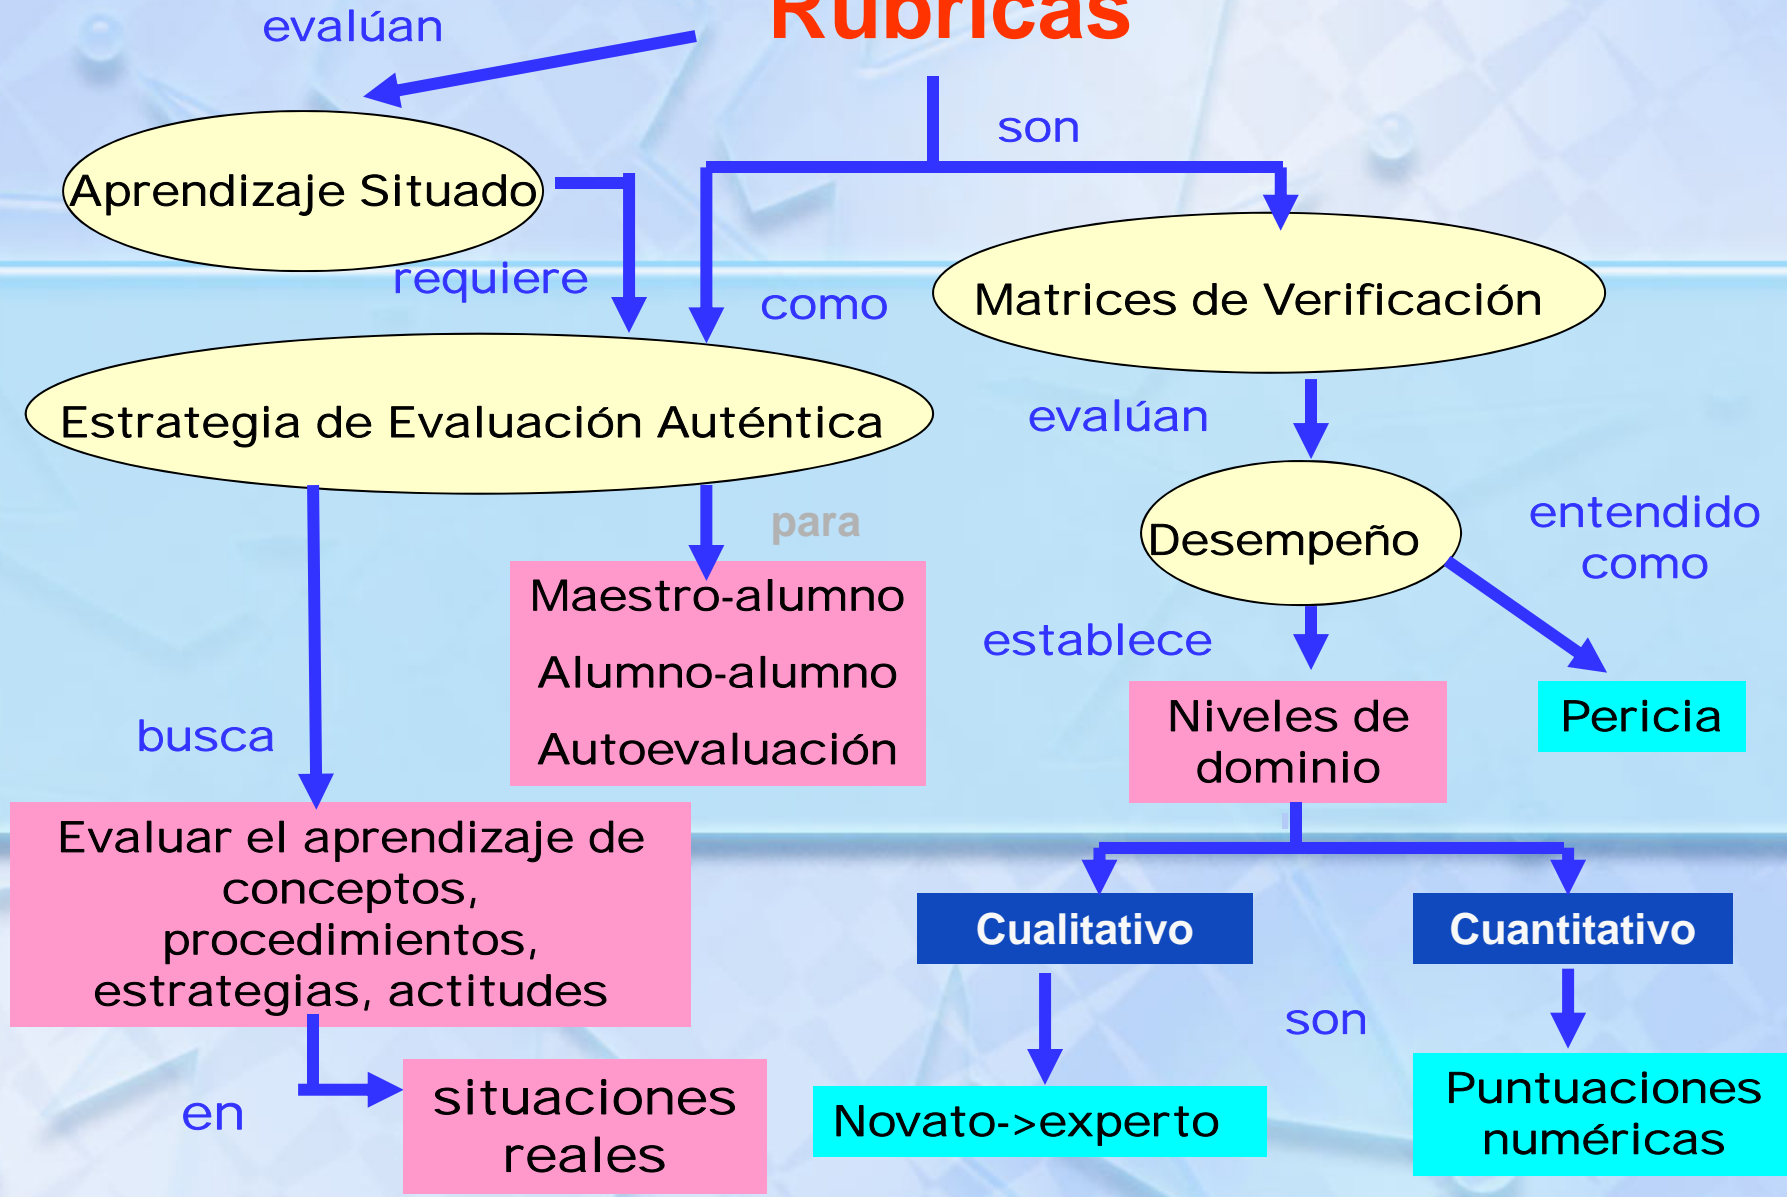 Rúbricas
evalúan
son
Aprendizaje Situado
requiere
como
Matrices de Verificación
Estrategia de Evaluación Auténtica
evalúan
para
Desempeño
entendido
como
Maestro-alumno
Alumno-alumno
Autoevaluación
establece
Niveles de
dominio
Pericia
busca
Evaluar el aprendizaje de
conceptos,
procedimientos,
estrategias, actitudes
Cualitativo
Cuantitativo
son
en
situaciones
reales
Novato->experto
Puntuaciones
numéricas